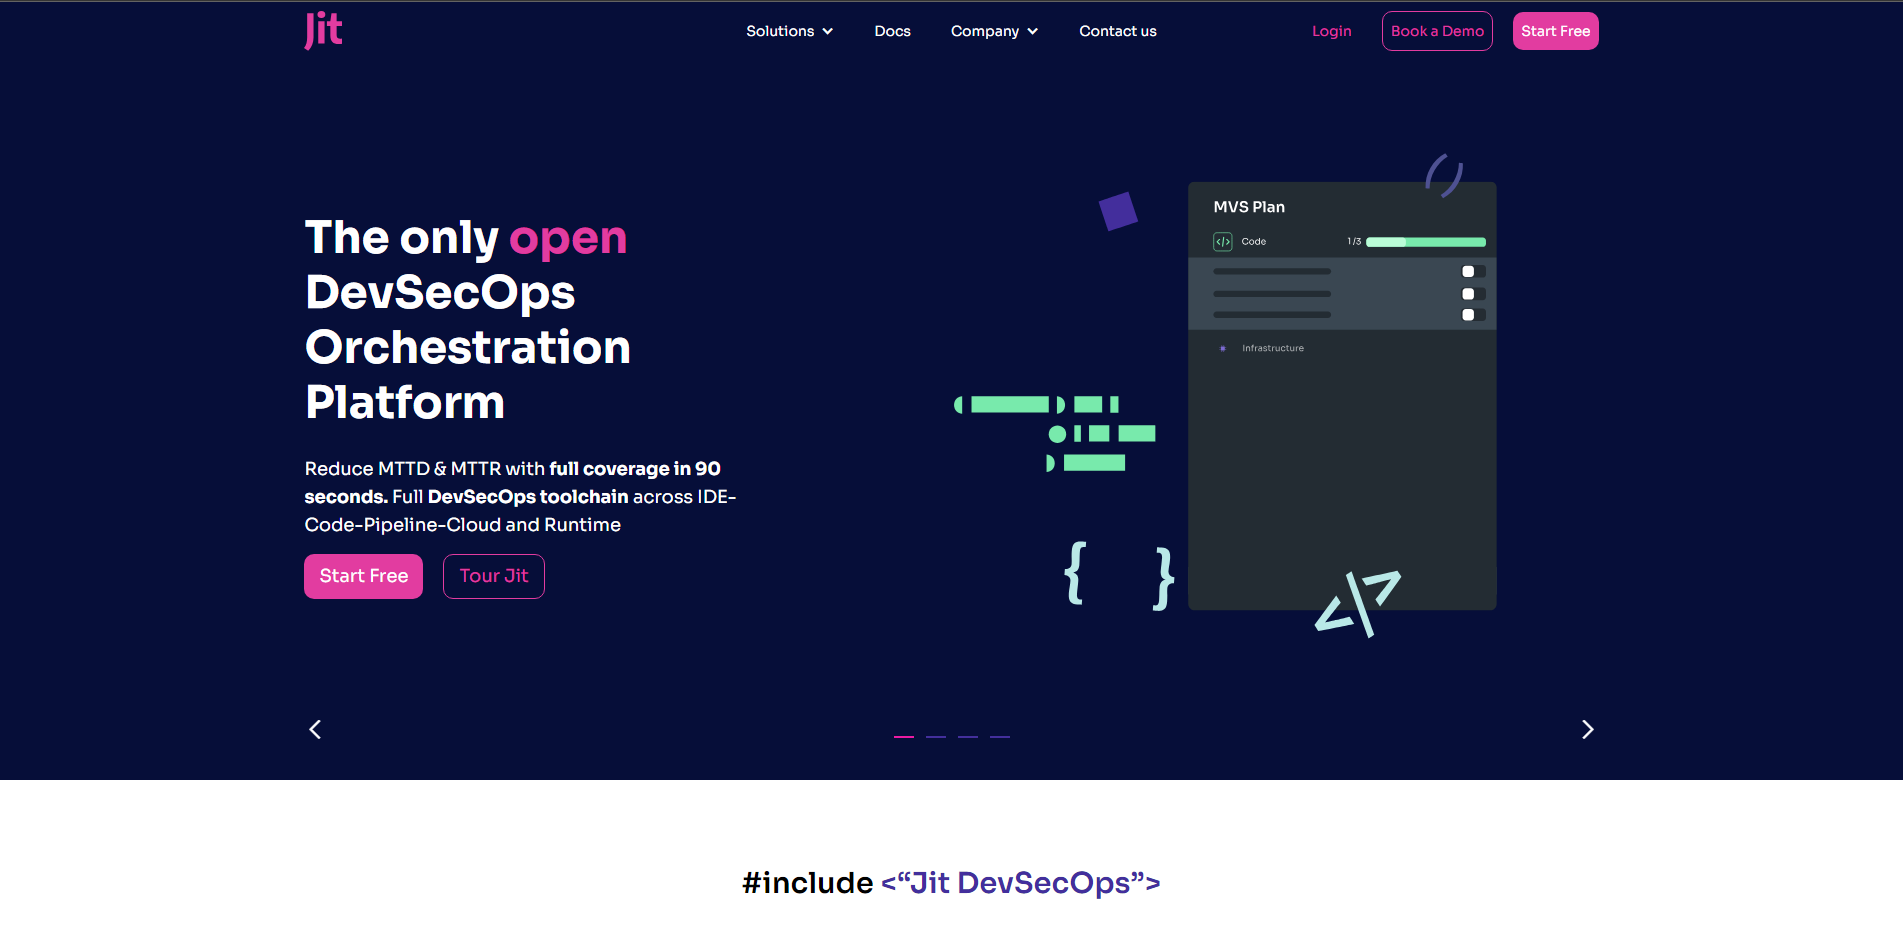 Jit
Solutions
Docs
Company
Contact us
Login
Book a Demo
Start Free
The only open
DevSecOps
Orchestration
Platform
Reduce MTTD & MTTR with full coverage in 90
seconds. Full DevSecOps toolchain across IDE-
Code-Pipeline-Cloud and Runtime
Start Free
Tour Jit
()
MVS Plan
</> Code 1/3
Infrastructure
{ }
</>
#include <“Jit DevSecOps”>